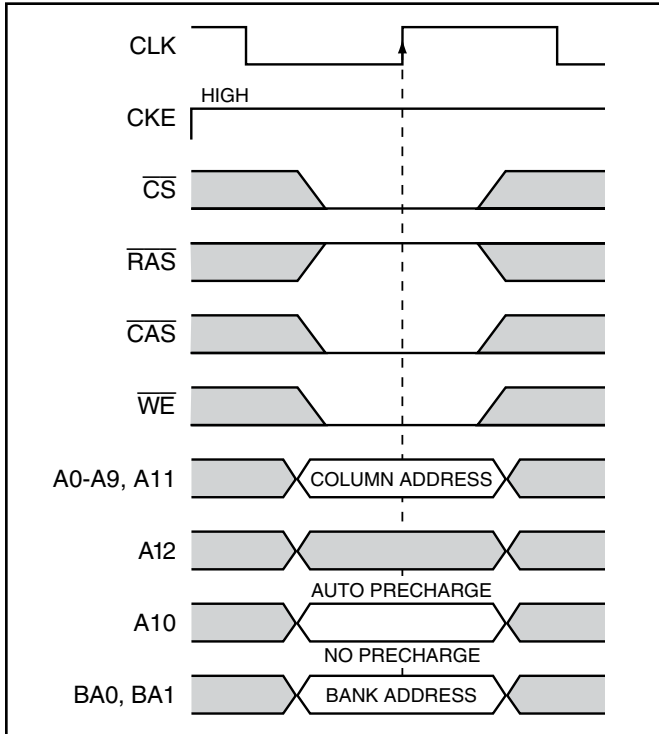 CLK
HIGH
CKE
CS
RAS
CAS
WE
A0-A9, A11 COLUMN ADDRESS
A12
AUTO PRECHARGE
A10
NO PRECHARGE
BA0, BA1 BANK ADDRESS